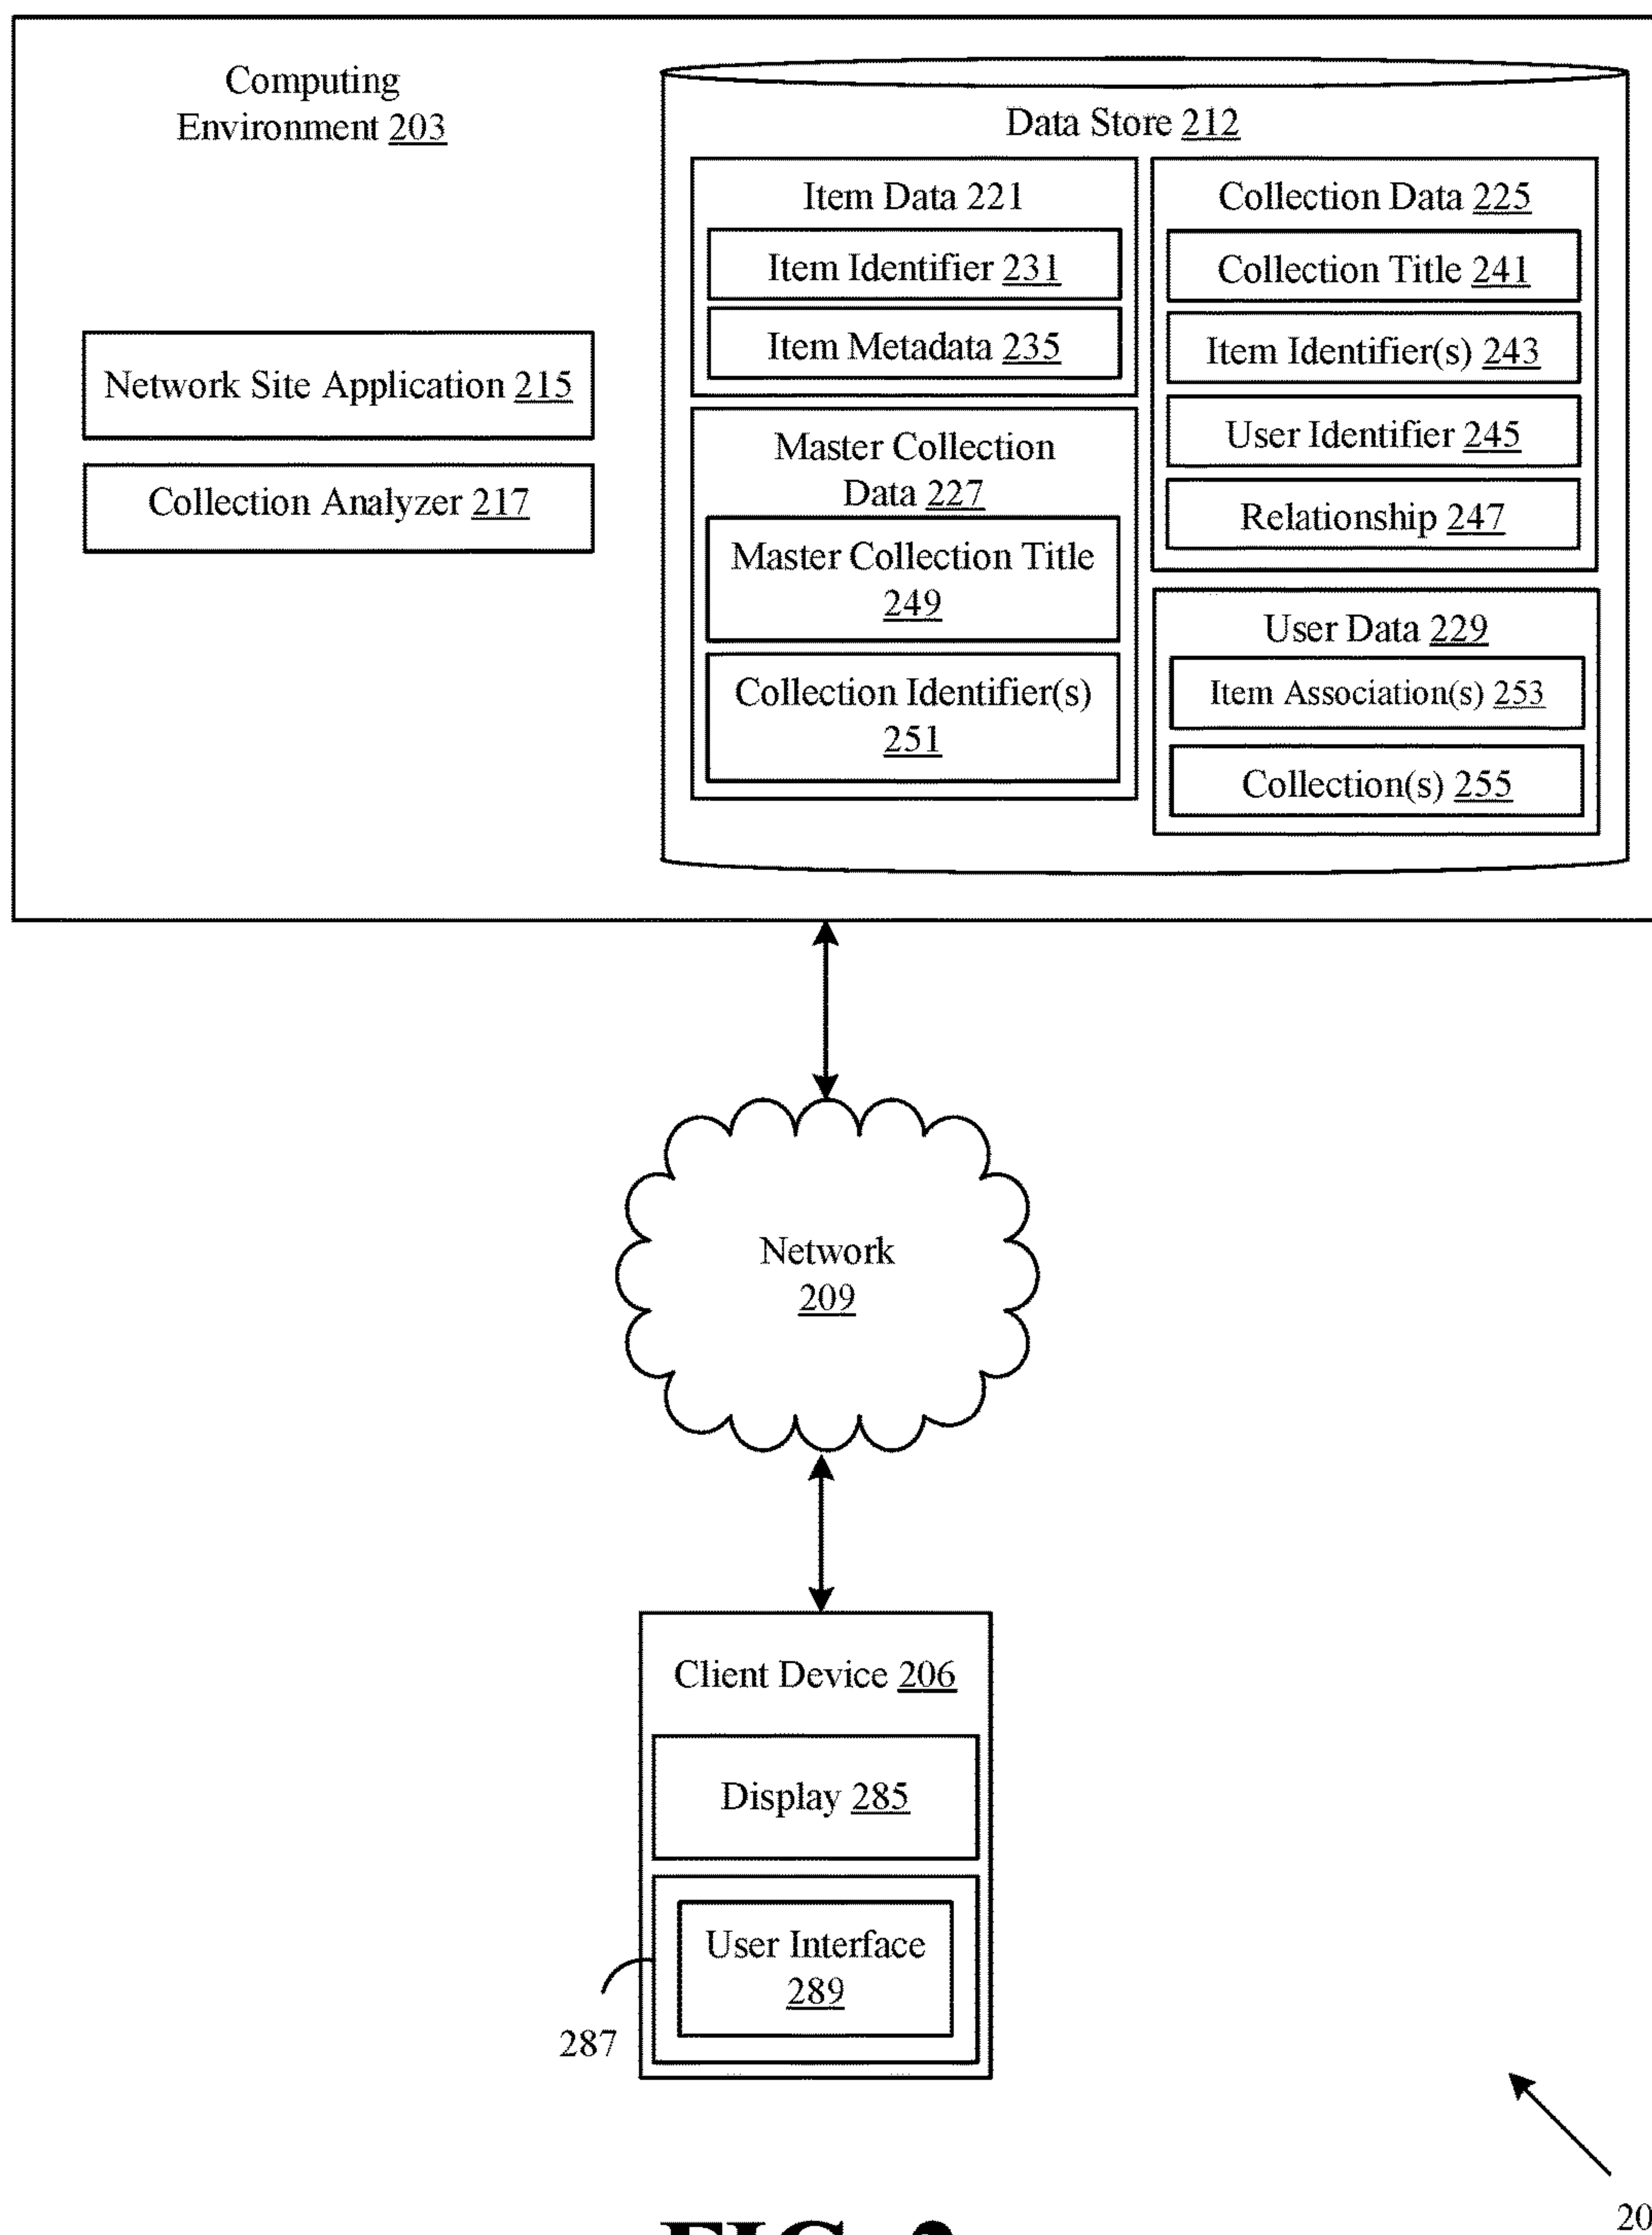 Computing
Environment 203
Data Store 212
Item Data 221
Item Identifier 231
Item Metadata 235
Collection Data 225
Collection Title 241
Item Identifier(s) 243
User Identifier 245
Relationship 247
Network Site Application 215
Collection Analyzer 217
Master Collection
Data 227
Master Collection Title
249
Collection Identifier(s)
251
User Data 229
Item Association(s) 253
Collection(s) 255
Network
209
Client Device 206
Display 285
User Interface
289
287
20